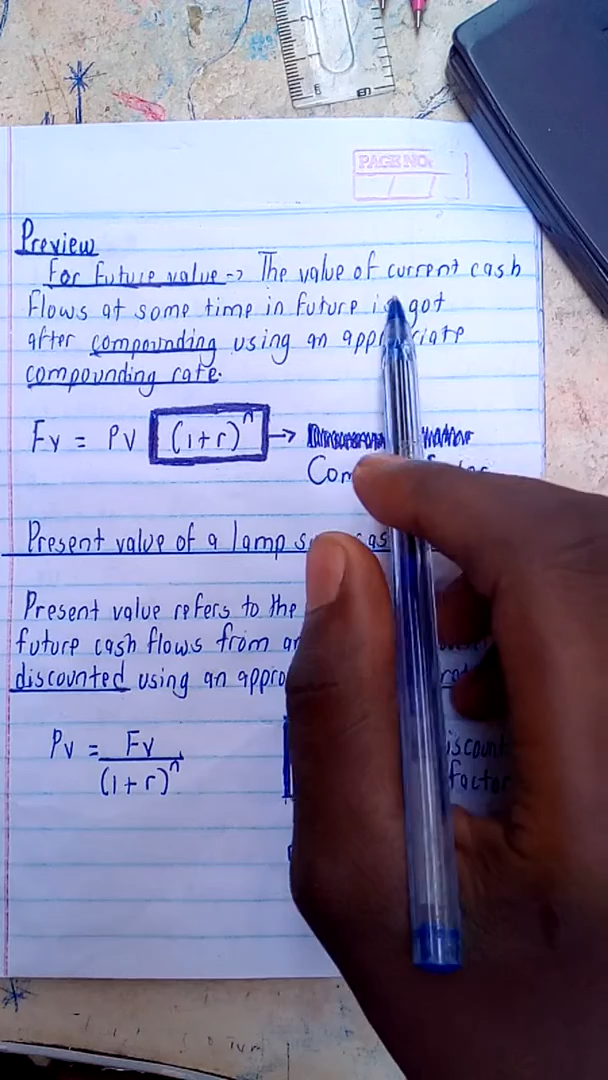 PAGE NO:
/ /
Preview
For Future value -> The value of current cash
flows at some time in future is got
after compounding using an appropriate
compounding rate.
Fv = Pv (1+r)^n ->
factor
Present value of a lamp
Present value refers to the
future cash flows from
discounted using an
Pv = Fv
(1+r)^n
factor